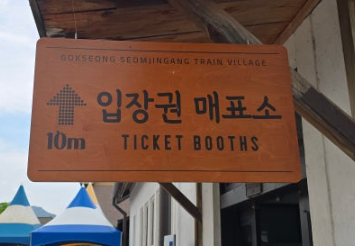 GOKSEONG SEOMJINGANG TRAIN VILLAGE
입장권 매표소
10m TICKET BOOTHS